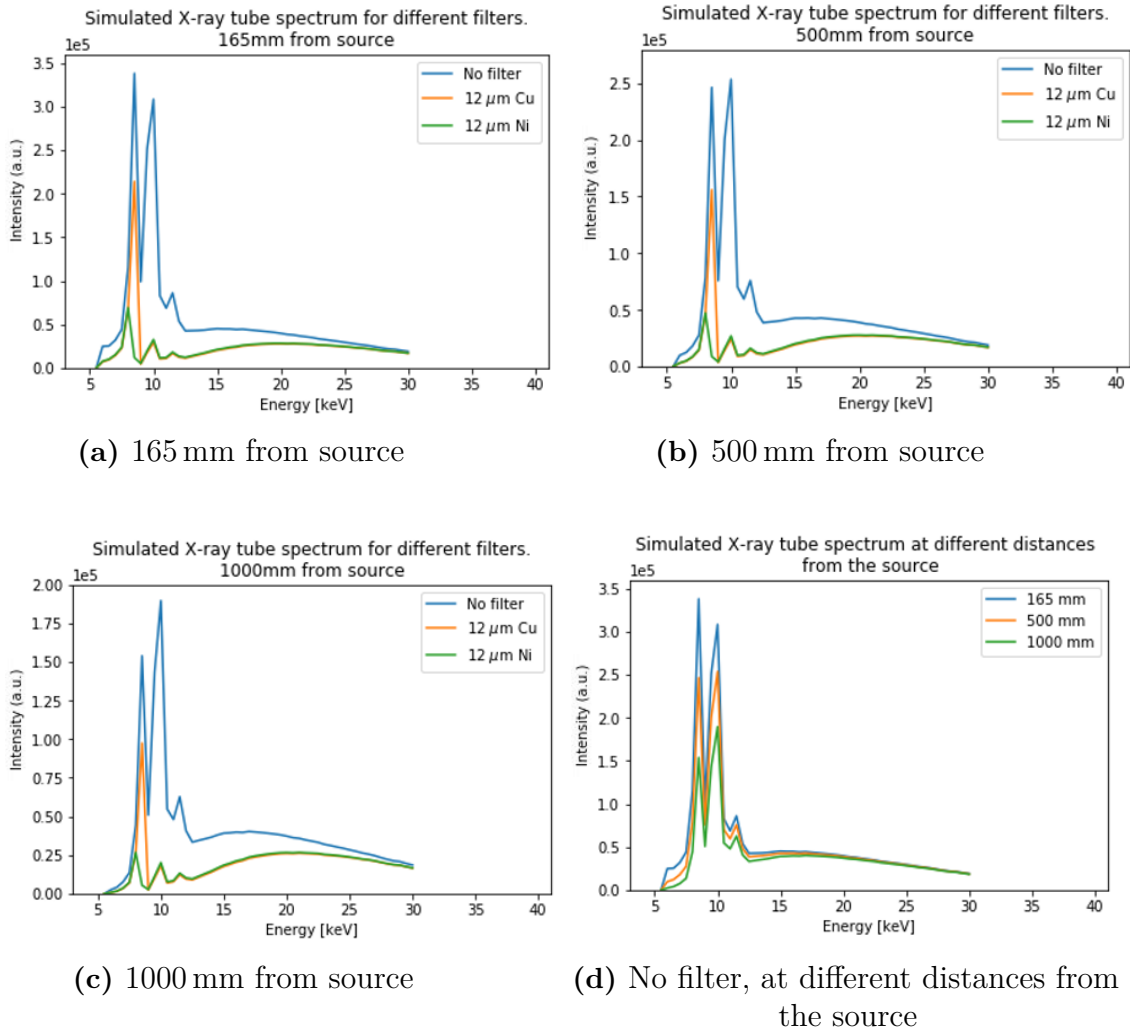 Simulated X-ray tube spectrum for different filters.
165mm from source
1e5
3.5
3.0
2.5
2.0
1.5
1.0
0.5
0.0
Intensity (a.u.)
No filter
12 μm Cu
12 μm Ni
5 10 15 20 25 30 35 40
Energy [keV]
(a) 165 mm from source
Simulated X-ray tube spectrum for different filters.
500mm from source
1e5
2.5
2.0
1.5
1.0
0.5
0.0
Intensity (a.u.)
No filter
12 μm Cu
12 μm Ni
5 10 15 20 25 30 35 40
Energy [keV]
(b) 500 mm from source
Simulated X-ray tube spectrum for different filters.
1000mm from source
1e5
2.00
1.75
1.50
1.25
1.00
0.75
0.50
0.25
0.00
Intensity (a.u.)
No filter
12 μm Cu
12 μm Ni
5 10 15 20 25 30 35 40
Energy [keV]
(c) 1000 mm from source
Simulated X-ray tube spectrum at different distances
from the source
1e5
3.5
3.0
2.5
2.0
1.5
1.0
0.5
0.0
Intensity (a.u.)
165 mm
500 mm
1000 mm
5 10 15 20 25 30 35 40
Energy [keV]
(d) No filter, at different distances from
the source